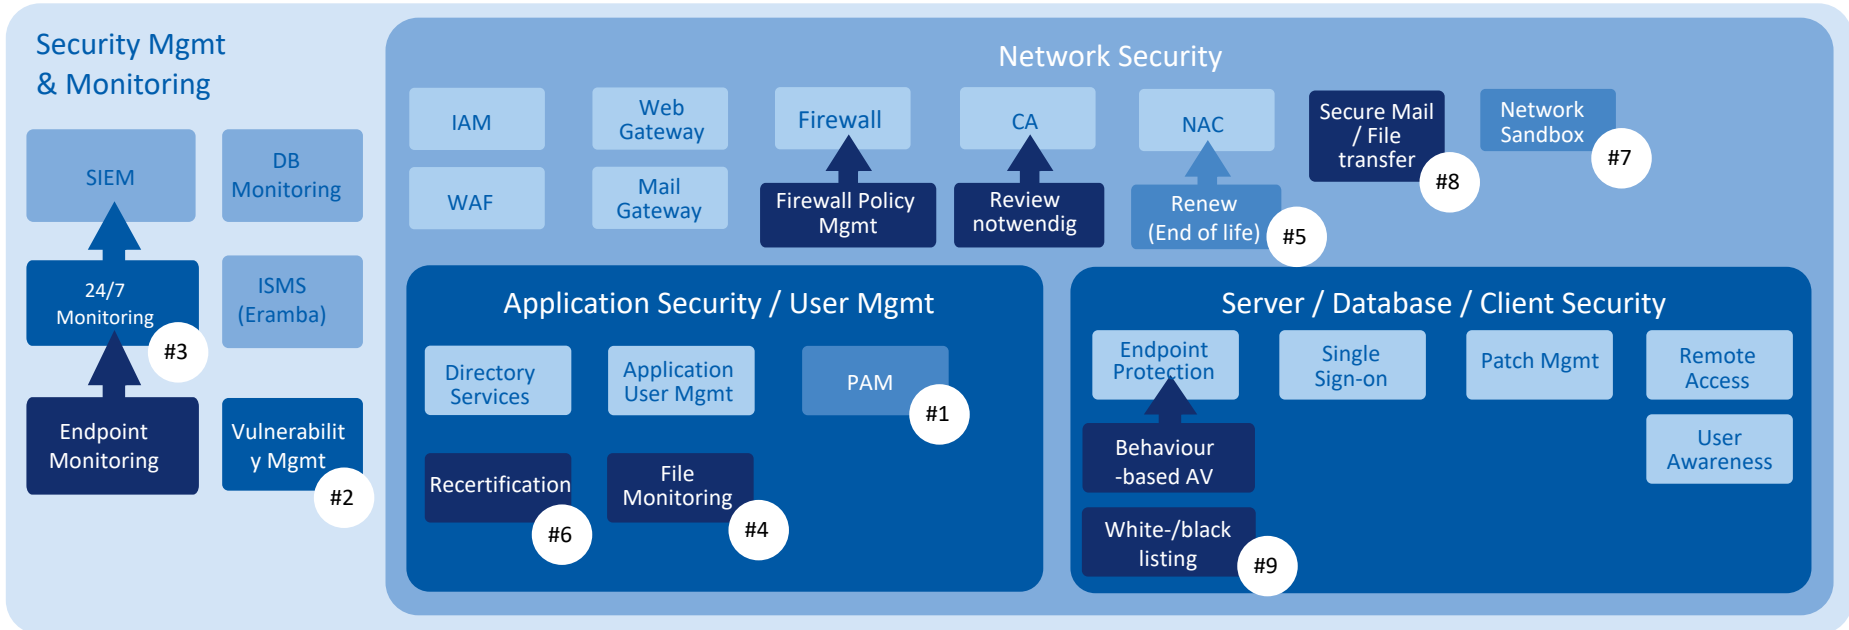 Security Mgmt
& Monitoring
SIEM
DB
Monitoring
24/7
Monitoring
#3
ISMS
(Eramba)
Endpoint
Monitoring
Vulnerabilit
y Mgmt
#2
Network Security
IAM
Web
Gateway
Firewall
CA
NAC
Secure Mail
/ File
transfer
#8
Network
Sandbox
#7
WAF
Mail
Gateway
Firewall Policy
Mgmt
Review
notwendig
Renew
(End of life)
#5
Application Security / User Mgmt
Directory
Services
Application
User Mgmt
PAM
#1
Recertification
#6
File
Monitoring
#4
Server / Database / Client Security
Endpoint
Protection
Single
Sign-on
Patch Mgmt
Remote
Access
Behaviour
-based AV
User
Awareness
White-/black
listing
#9